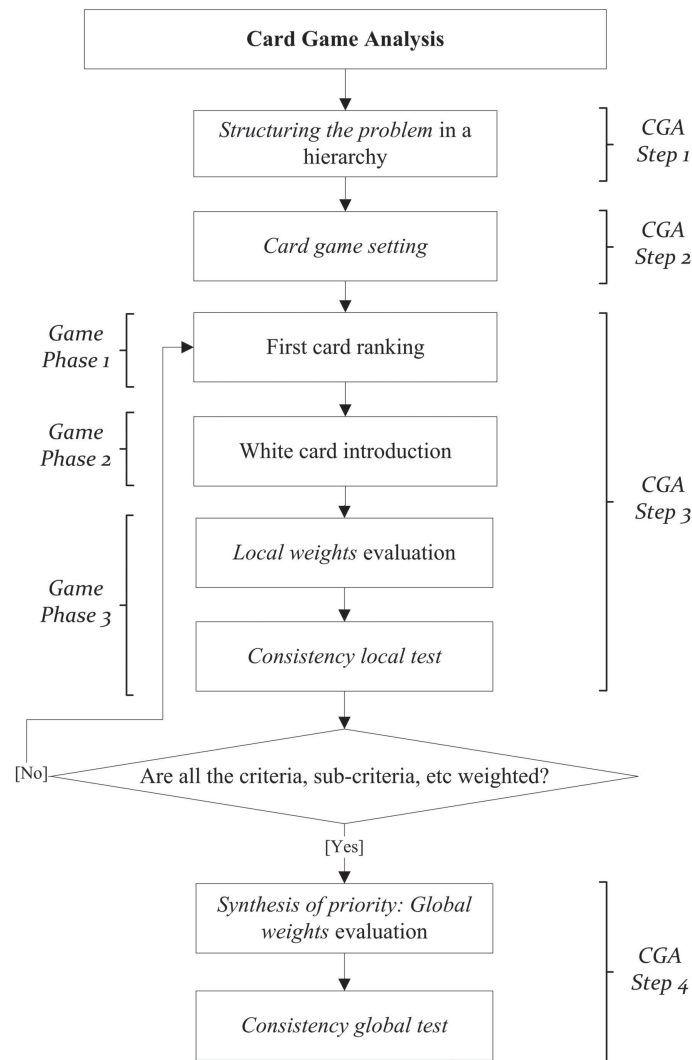 Card Game Analysis
Structuring the problem in a
hierarchy
CGA
Step 1
Card game setting
CGA
Step 2
Game
Phase 1
First card ranking
Game
Phase 2
White card introduction
CGA
Step 3
Local weights evaluation
Game
Phase 3
Consistency local test
[No]
Are all the criteria, sub-criteria, etc weighted?
[Yes]
Synthesis of priority: Global
weights evaluation
CGA
Step 4
Consistency global test